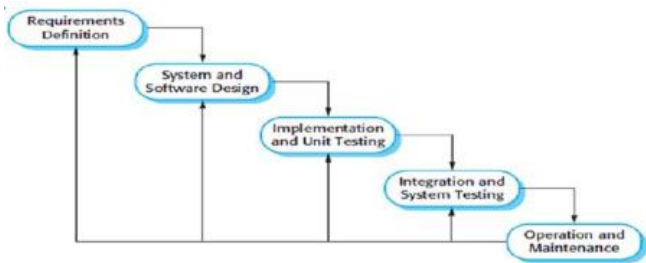 Requirements
Definition
System and
Software Design
Implementation
and Unit Testing
Integration and
System Testing
Operation and
Maintenance